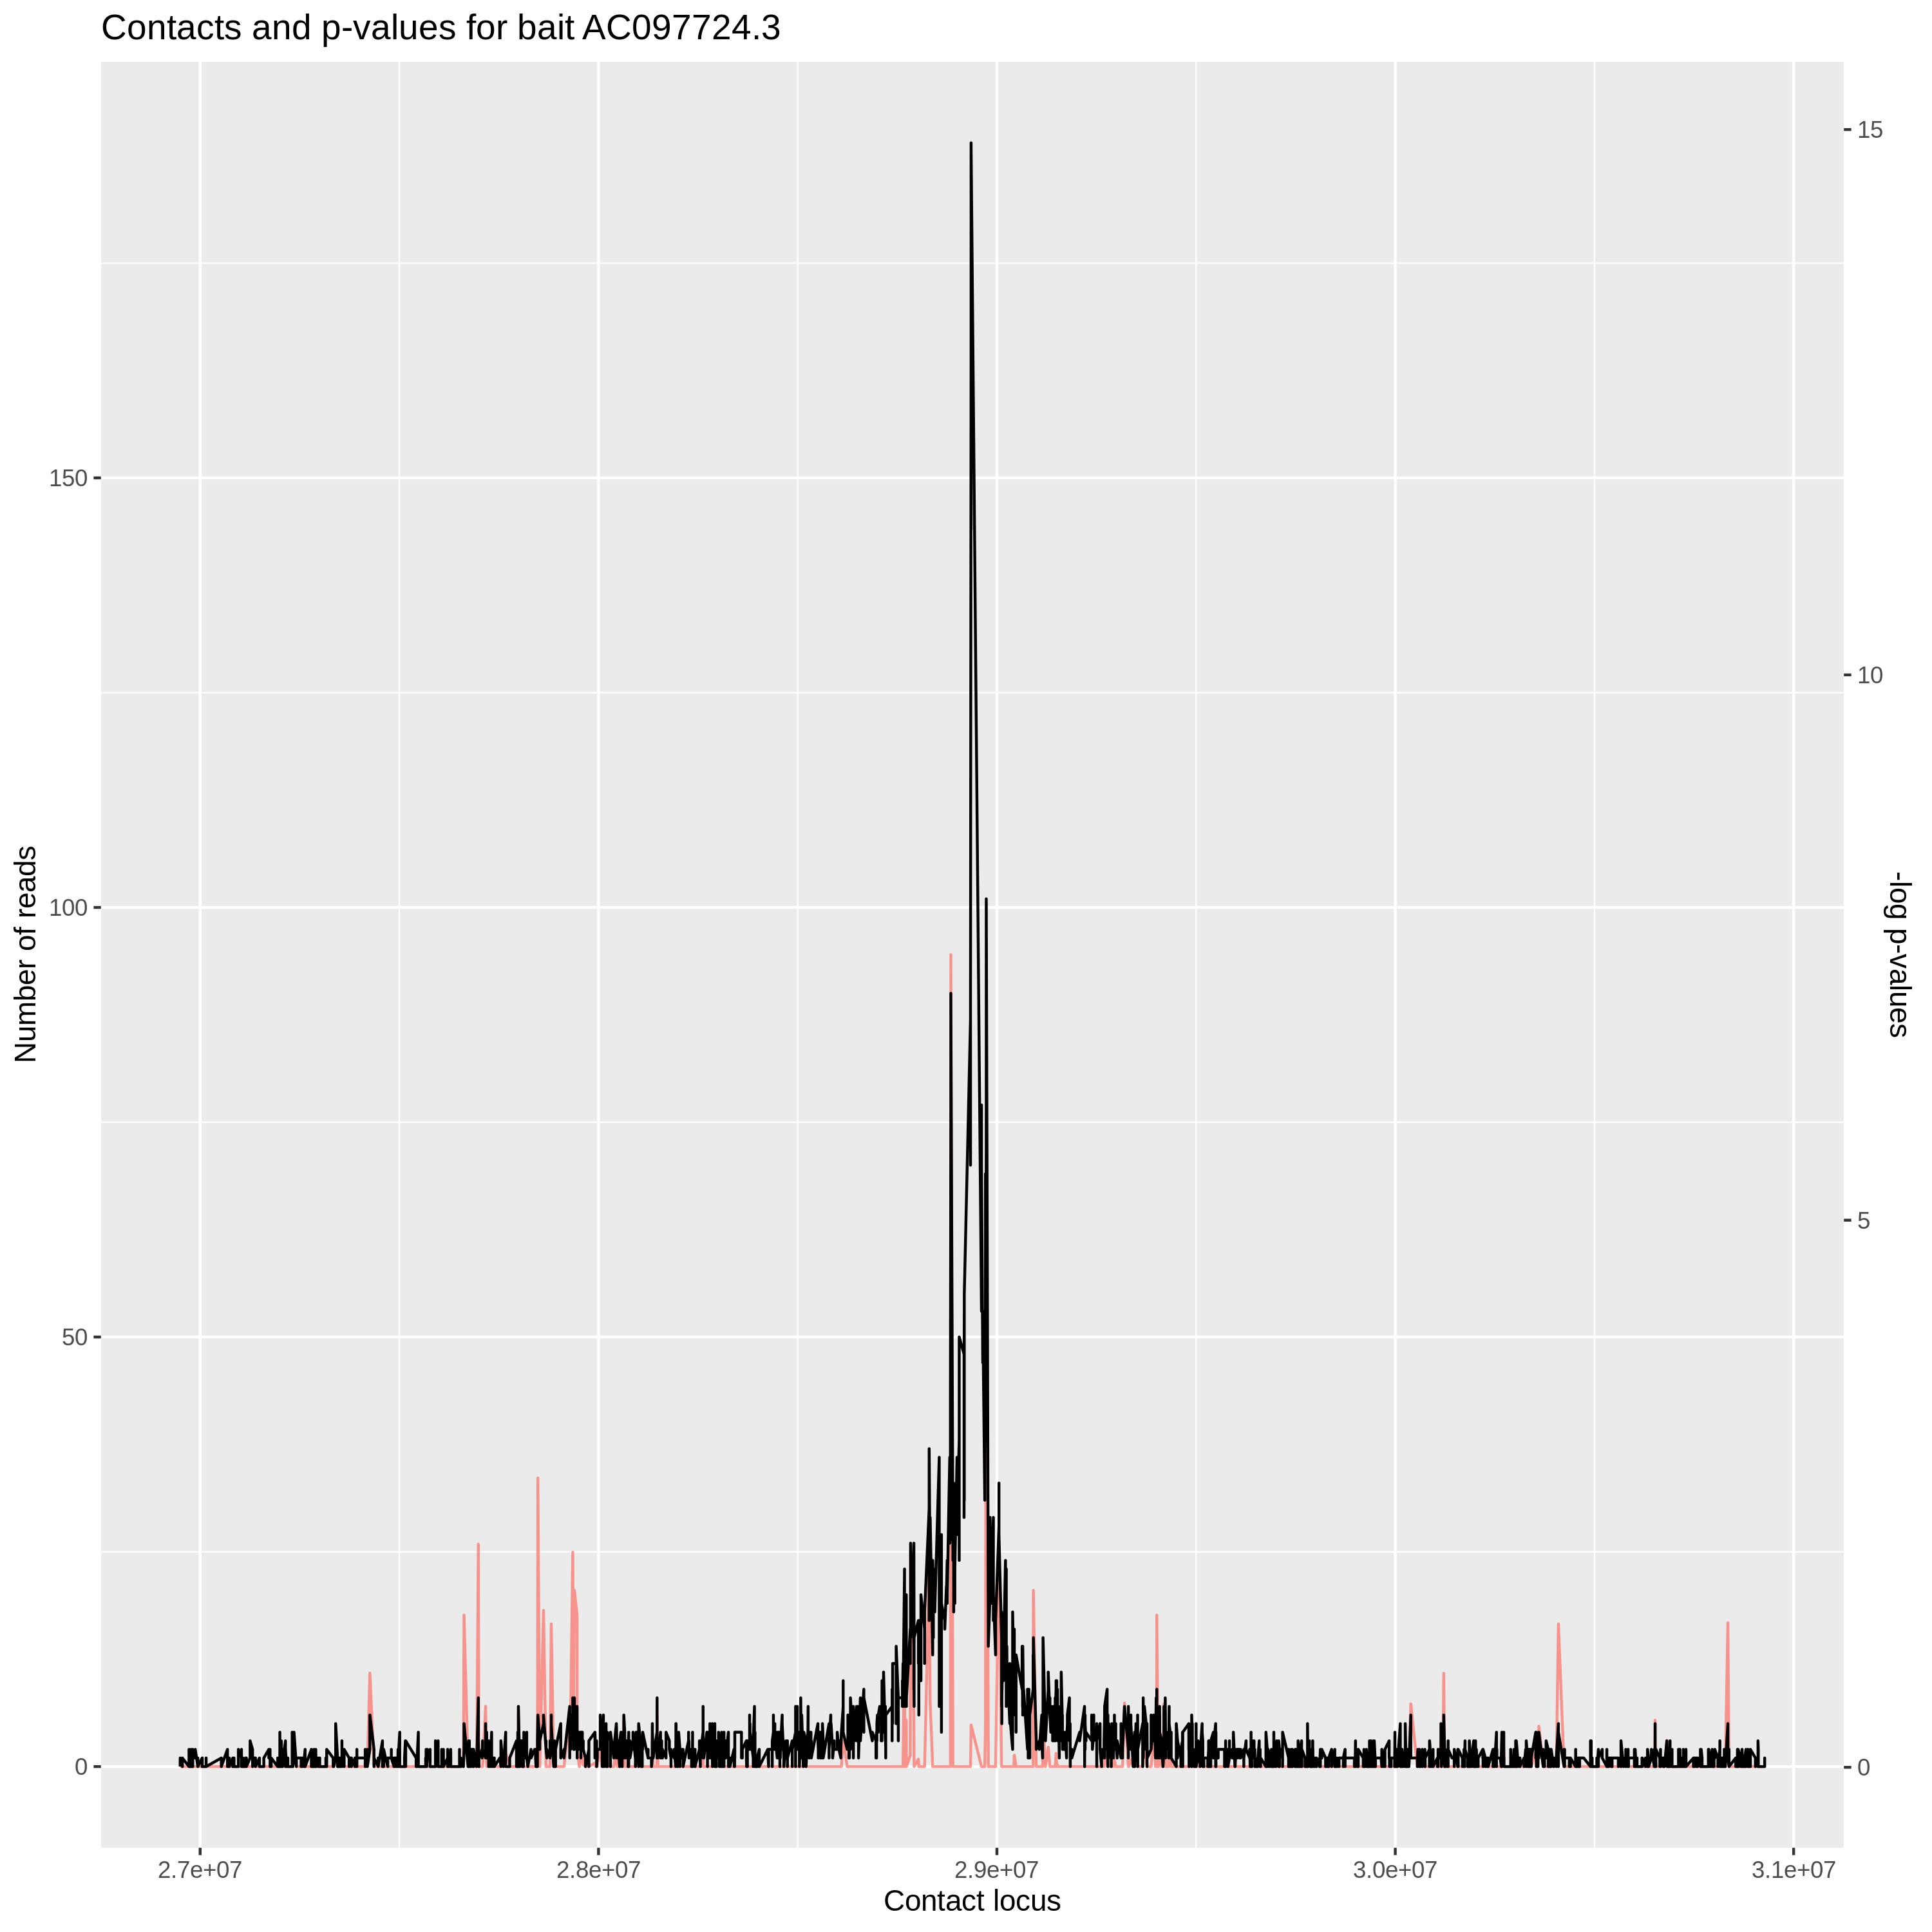 Contacts and p-values for bait AC097724.3
15
150
10
100
Number of reads
-log p-values
5
50
0
0
2.7e+07
2.8e+07
2.9e+07
3.0e+07
3.1e+07
Contact locus